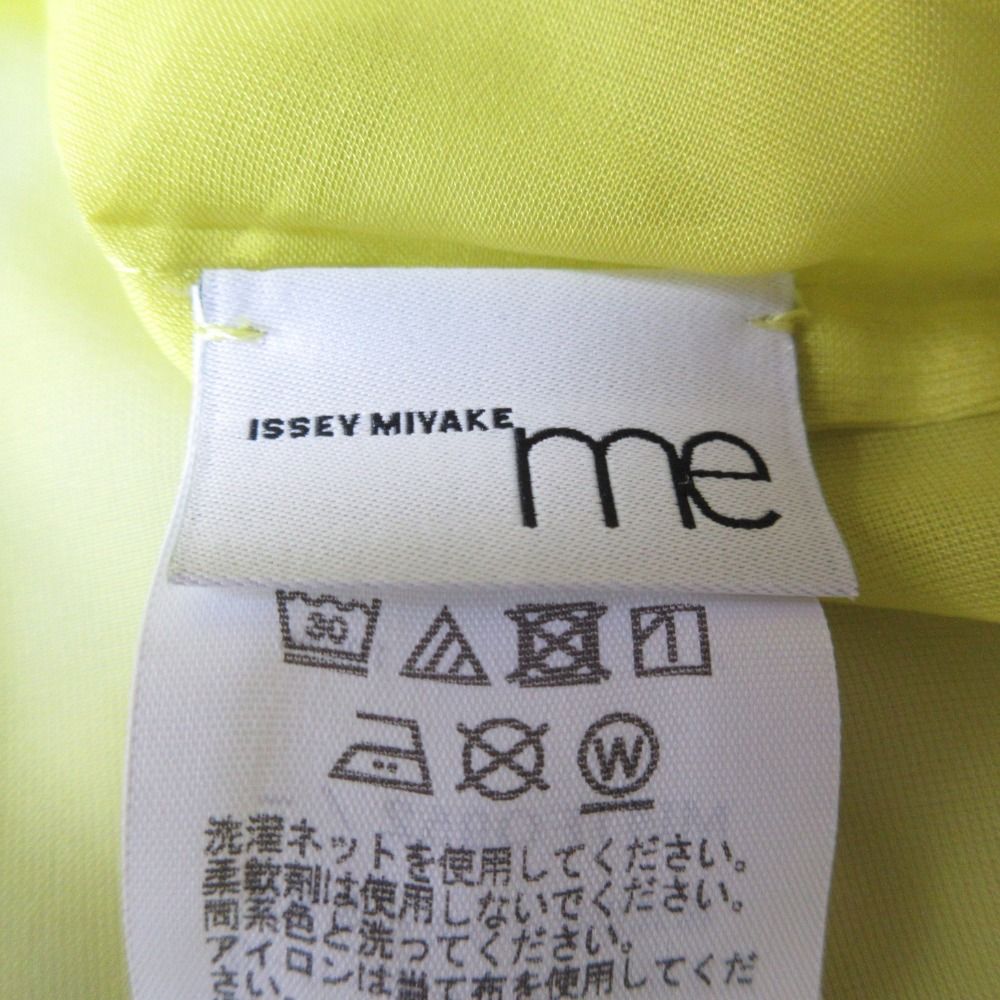 ISSEY MIYAKE
me
30
W
洗濯ネットを使用してください。
柔軟剤は使用しないでください。
同系色と洗ってください。
アイロンは当て布を使用してくだ
さい。